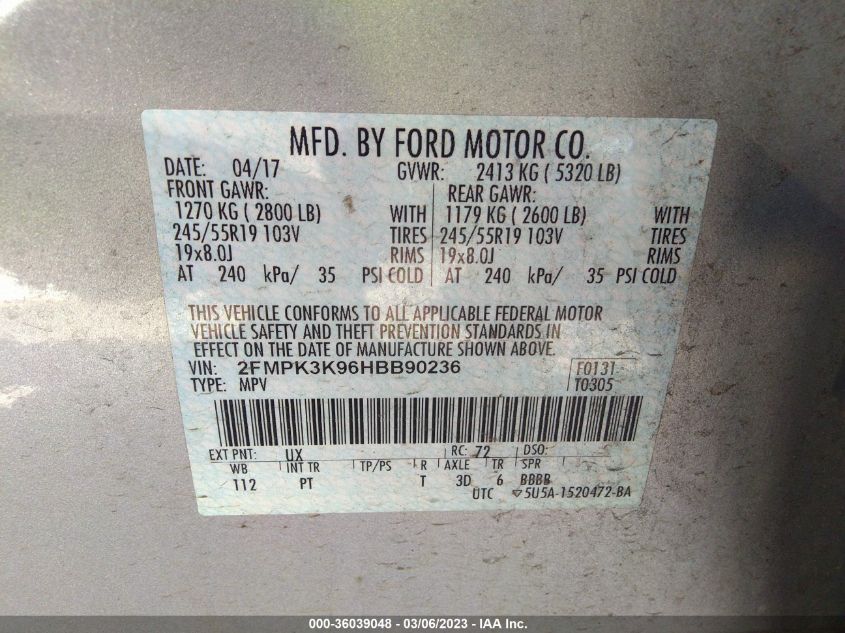 MFD. BY FORD MOTOR CO.
DATE: 04/17 GVWR: 2413 KG ( 5320 LB)
FRONT GAWR: REAR GAWR:
1270 KG ( 2800 LB) WITH 1179 KG ( 2600 LB) WITH
245/55R19 103V TIRES 245/55R19 103V TIRES
19x8.0J RIMS 19x8.0J RIMS
AT 240 kPa/ 35 PSI COLD AT 240 kPa/ 35 PSI COLD
THIS VEHICLE CONFORMS TO ALL APPLICABLE FEDERAL MOTOR
VEHICLE SAFETY AND THEFT PREVENTION STANDARDS IN
EFFECT ON THE DATE OF MANUFACTURE SHOWN ABOVE.
VIN: 2FMPK3K96HBB90236 F0131
TYPE: MPV T0305
EXT PNT: UX RC: 72 DSO:
WB INT TR TP/PS R AXLE TR SPR
112 PT T 3D 6 BBBB
UTC ▽5U5A-1520472-BA
000-36039048 - 03/06/2023 - IAA Inc.